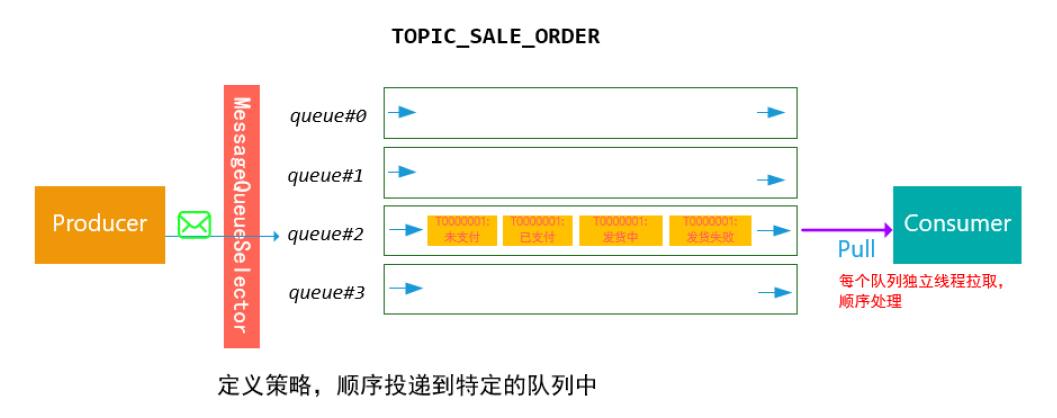 TOPIC_SALE_ORDER
MessageQueueSelector
queue#0
queue#1
Producer
queue#2
T0000001:
未支付
T0000001:
已支付
T0000001:
发货中
T0000001:
发货失败
Consumer
Pull
每个队列独立线程拉取,
顺序处理
queue#3
定义策略，顺序投递到特定的队列中